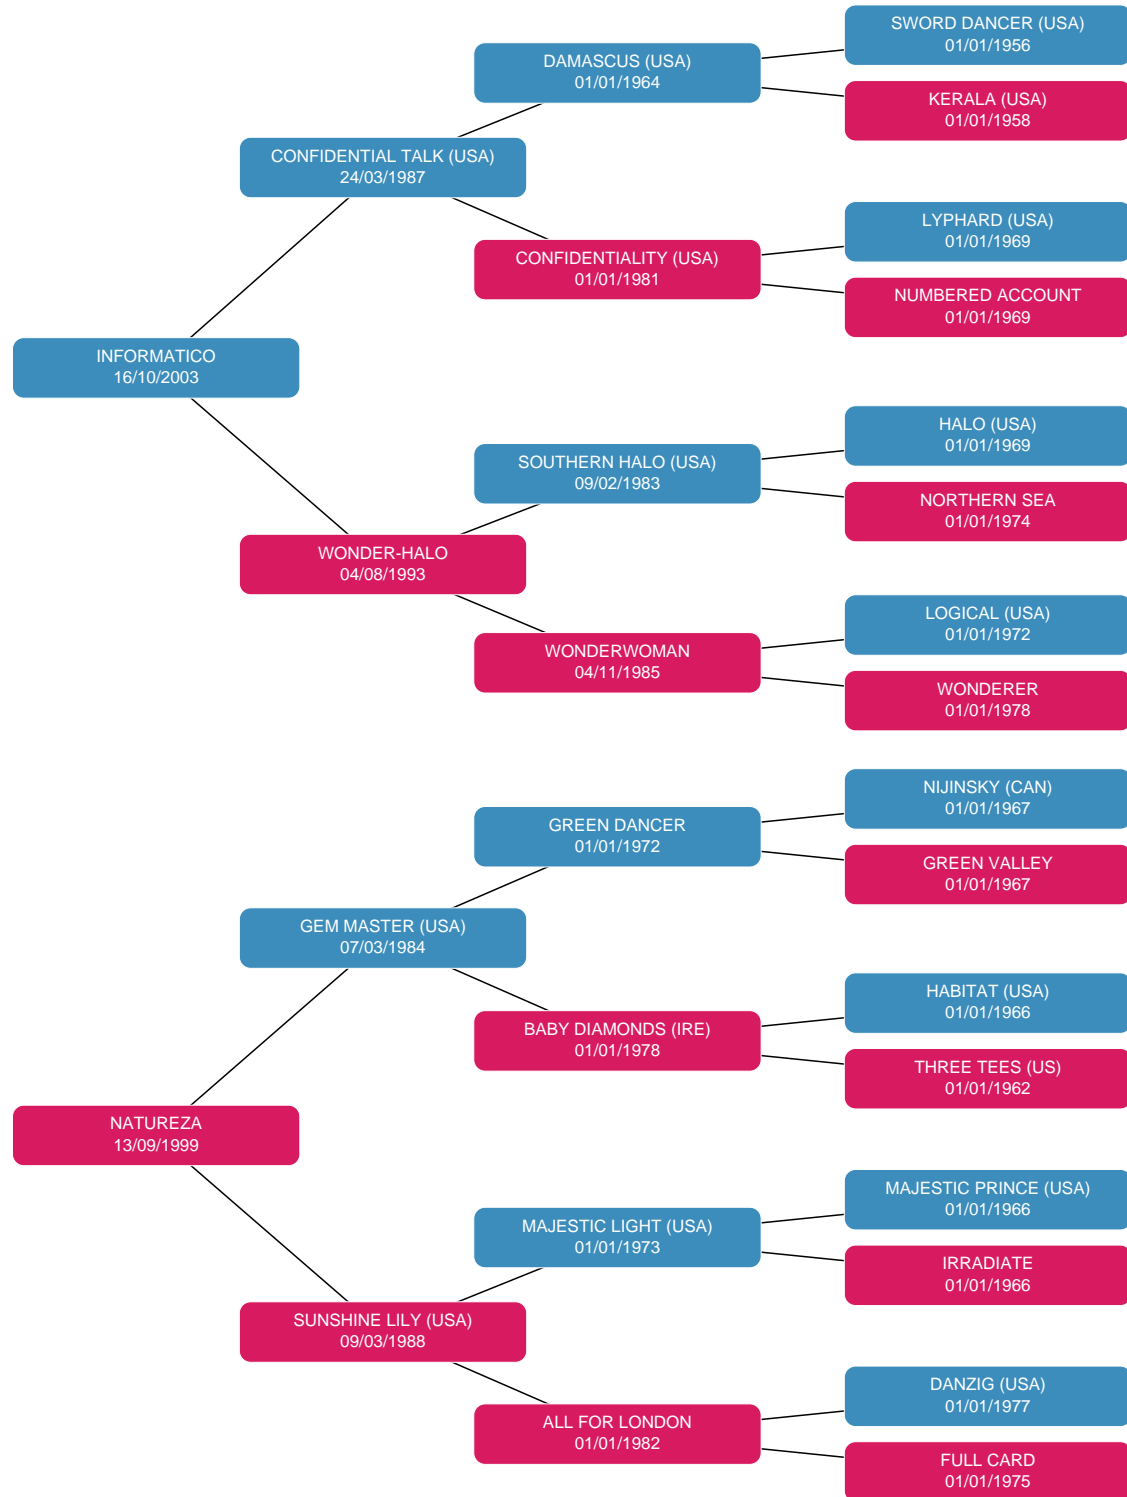 SWORD DANCER (USA)
01/01/1956
DAMASCUS (USA)
01/01/1964
KERALA (USA)
01/01/1958
CONFIDENTIAL TALK (USA)
24/03/1987
LYPHARD (USA)
01/01/1969
CONFIDENTIALITY (USA)
01/01/1981
NUMBERED ACCOUNT
01/01/1969
INFORMATICO
16/10/2003
HALO (USA)
01/01/1969
SOUTHERN HALO (USA)
09/02/1983
NORTHERN SEA
01/01/1974
WONDER-HALO
04/08/1993
LOGICAL (USA)
01/01/1972
WONDERWOMAN
04/11/1985
WONDERER
01/01/1978
NIJINSKY (CAN)
01/01/1967
GREEN DANCER
01/01/1972
GREEN VALLEY
01/01/1967
GEM MASTER (USA)
07/03/1984
HABITAT (USA)
01/01/1966
BABY DIAMONDS (IRE)
01/01/1978
THREE TEES (US)
01/01/1962
NATUREZA
13/09/1999
MAJESTIC PRINCE (USA)
01/01/1966
MAJESTIC LIGHT (USA)
01/01/1973
IRRADIATE
01/01/1966
SUNSHINE LILY (USA)
09/03/1988
DANZIG (USA)
01/01/1977
ALL FOR LONDON
01/01/1982
FULL CARD
01/01/1975